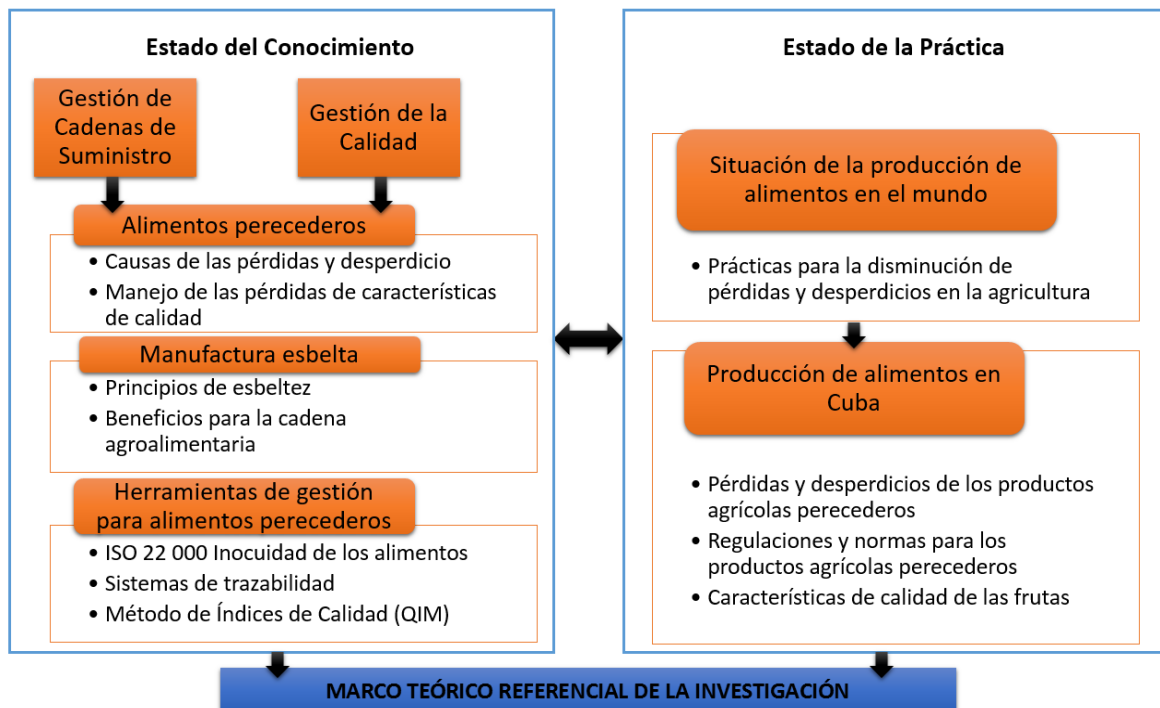 Estado del Conocimiento
Gestión de
Cadenas de
Suministro
Gestión de la
Calidad
Alimentos perecederos
• Causas de las pérdidas y desperdicio
• Manejo de las pérdidas de características
de calidad
Manufactura esbelta
• Principios de esbeltez
• Beneficios para la cadena
agroalimentaria
Herramientas de gestión
para alimentos perecederos
• ISO 22 000 Inocuidad de los alimentos
• Sistemas de trazabilidad
• Método de Índices de Calidad (QIM)
Estado de la Práctica
Situación de la producción de
alimentos en el mundo
• Prácticas para la disminución de
pérdidas y desperdicios en la agricultura
Producción de alimentos en
Cuba
• Pérdidas y desperdicios de los productos
agrícolas perecederos
• Regulaciones y normas para los
productos agrícolas perecederos
• Características de calidad de las frutas
MARCO TEÓRICO REFERENCIAL DE LA INVESTIGACIÓN